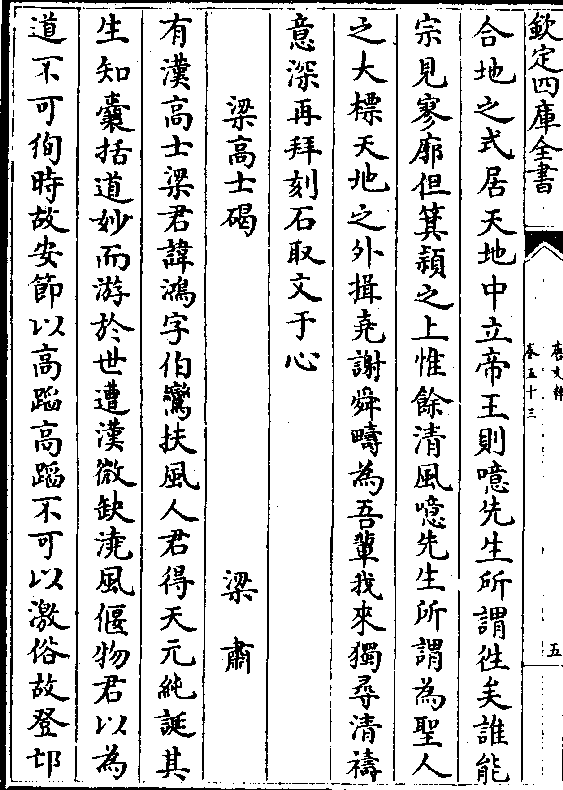 欽定四庫全書
唐文粹
卷五十三
五
合地之式居天地中立帝王則噫先生所謂往矣誰能
宗見寥廓但箕潁之上惟餘清風噫先生所謂為聖人
之大標天地之外揖堯謝舜疇為吾輩我來獨尋清禱
意深再拜刻石取文于心
梁高士碣 梁肅
有漢高士梁君諱鴻字伯鸞扶風人君得天元純誕其
生知囊括道妙而游於世遭漢微缺澆風偃物君以為
道不可徇時故安節以高蹈高蹈不可以激俗故登邙